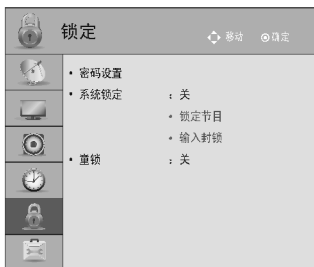 锁定
移动 ◎确定
• 密码设置
• 系统锁定 : 关
• 锁定节目
• 输入封锁
• 童锁 : 关